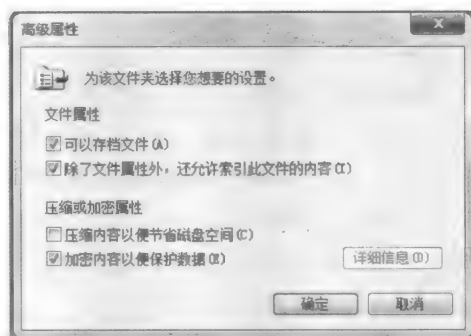 高级属性
为该文件夹选择您想要的设置。
文件属性
可以存档文件(A)
除了文件属性外，还允许索引此文件的内容(I)
压缩或加密属性
压缩内容以便节省磁盘空间(C)
加密内容以便保护数据(E)
详细信息(D)
确定
取消